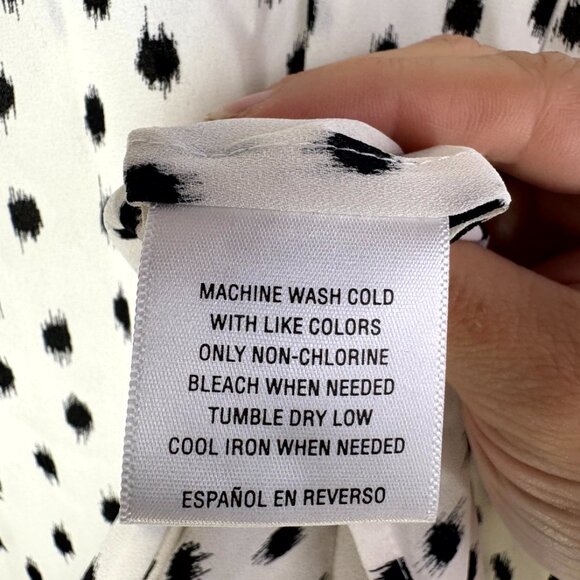 MACHINE WASH COLD
WITH LIKE COLORS
ONLY NON-CHLORINE
BLEACH WHEN NEEDED
TUMBLE DRY LOW
COOL IRON WHEN NEEDED
ESPAÑOL EN REVERSO